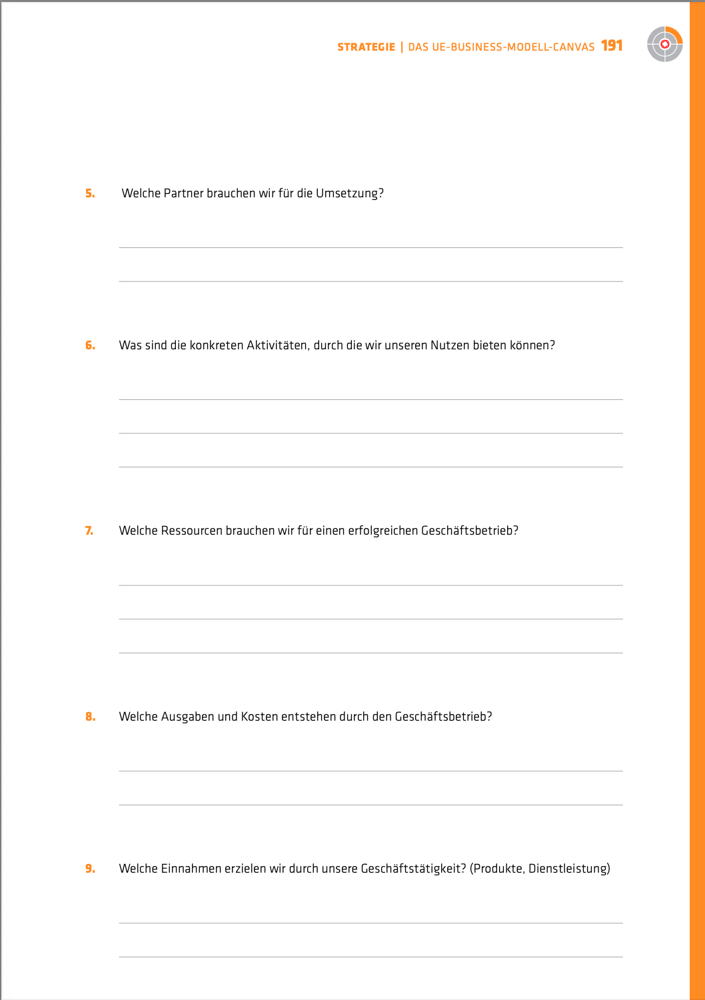 STRATEGIE | DAS UE-BUSINESS-MODELL-CANVAS 191
5. Welche Partner brauchen wir für die Umsetzung?
6. Was sind die konkreten Aktivitäten, durch die wir unseren Nutzen bieten können?
7. Welche Ressourcen brauchen wir für einen erfolgreichen Geschäftsbetrieb?
8. Welche Ausgaben und Kosten entstehen durch den Geschäftsbetrieb?
9. Welche Einnahmen erzielen wir durch unsere Geschäftstätigkeit? (Produkte, Dienstleistung)